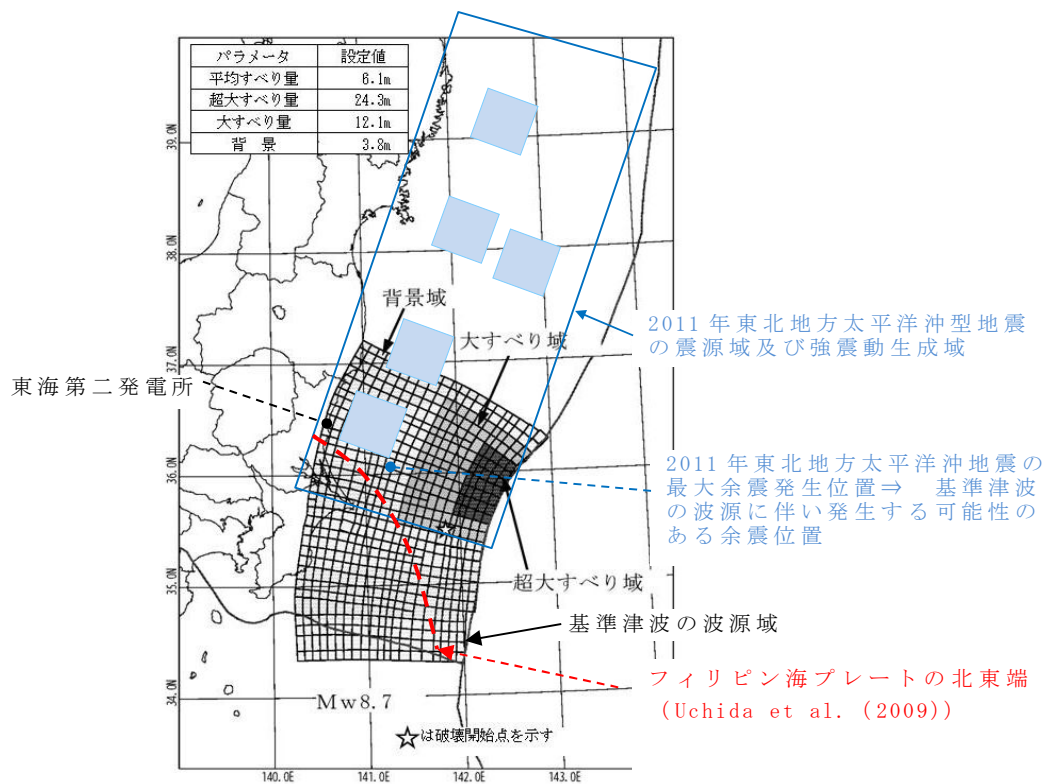 パラメータ 設定値
平均すべり量 6.1m
超大すべり量 24.3m
大すべり量 12.1m
背 景 3.8m
39.0N
38.0N
背景域
2011年東北地方太平洋沖型地震
の震源域及び強震動生成域
大すべり域
37.0N
東海第二発電所
2011年東北地方太平洋沖地震の
最大余震発生位置⇒ 基準津波
の波源に伴い発生する可能性の
ある余震位置
36.0N
超大すべり域
35.0N
基準津波の波源域
フィリピン海プレートの北東端
(Uchida et al. (2009))
34.0N
Mw8.7
☆は破壊開始点を示す
140.0E 141.0E 142.0E 143.0E